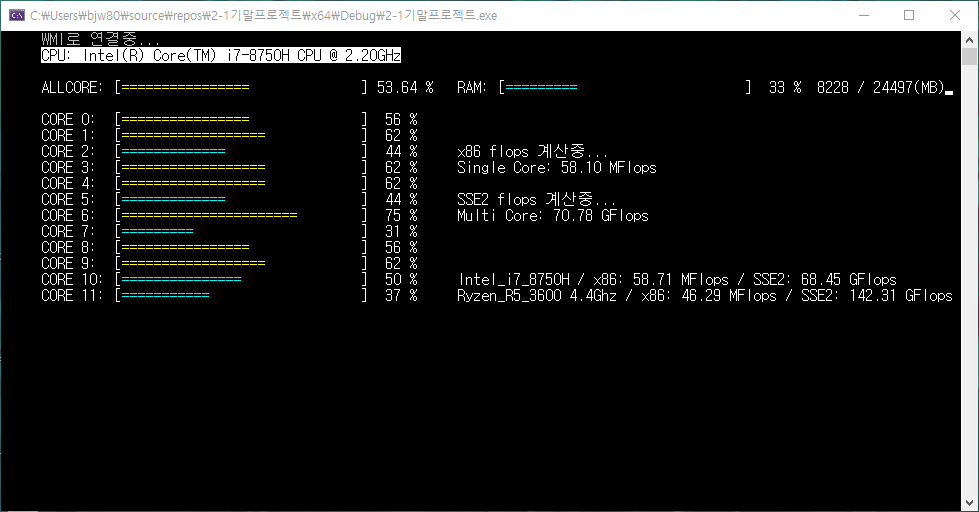 C:₩Users₩bjw80₩source₩repos₩2-1기말프로젝트₩x64₩Debug₩2-1기말프로젝트.exe
WMI로 연결중...
CPU: Intel(R) Core(TM) i7-8750H CPU @ 2.20GHz
ALLCORE: [================ ] 53.64 % RAM: [========= ] 33 % 8228 / 24497(MB)
CORE 0: [================ ] 56 %
CORE 1: [================== ] 62 %
CORE 2: [============= ] 44 % x86 flops 계산중...
CORE 3: [================== ] 62 % Single Core: 58.10 MFlops
CORE 4: [================== ] 62 %
CORE 5: [============= ] 44 % SSE2 flops 계산중...
CORE 6: [====================== ] 75 % Multi Core: 70.78 GFlops
CORE 7: [========= ] 31 %
CORE 8: [================ ] 56 %
CORE 9: [================== ] 62 %
CORE 10: [=============== ] 50 % Intel_i7_8750H / x86: 58.71 MFlops / SSE2: 68.45 GFlops
CORE 11: [=========== ] 37 % Ryzen_R5_3600 4.4Ghz / x86: 46.29 MFlops / SSE2: 142.31 GFlops